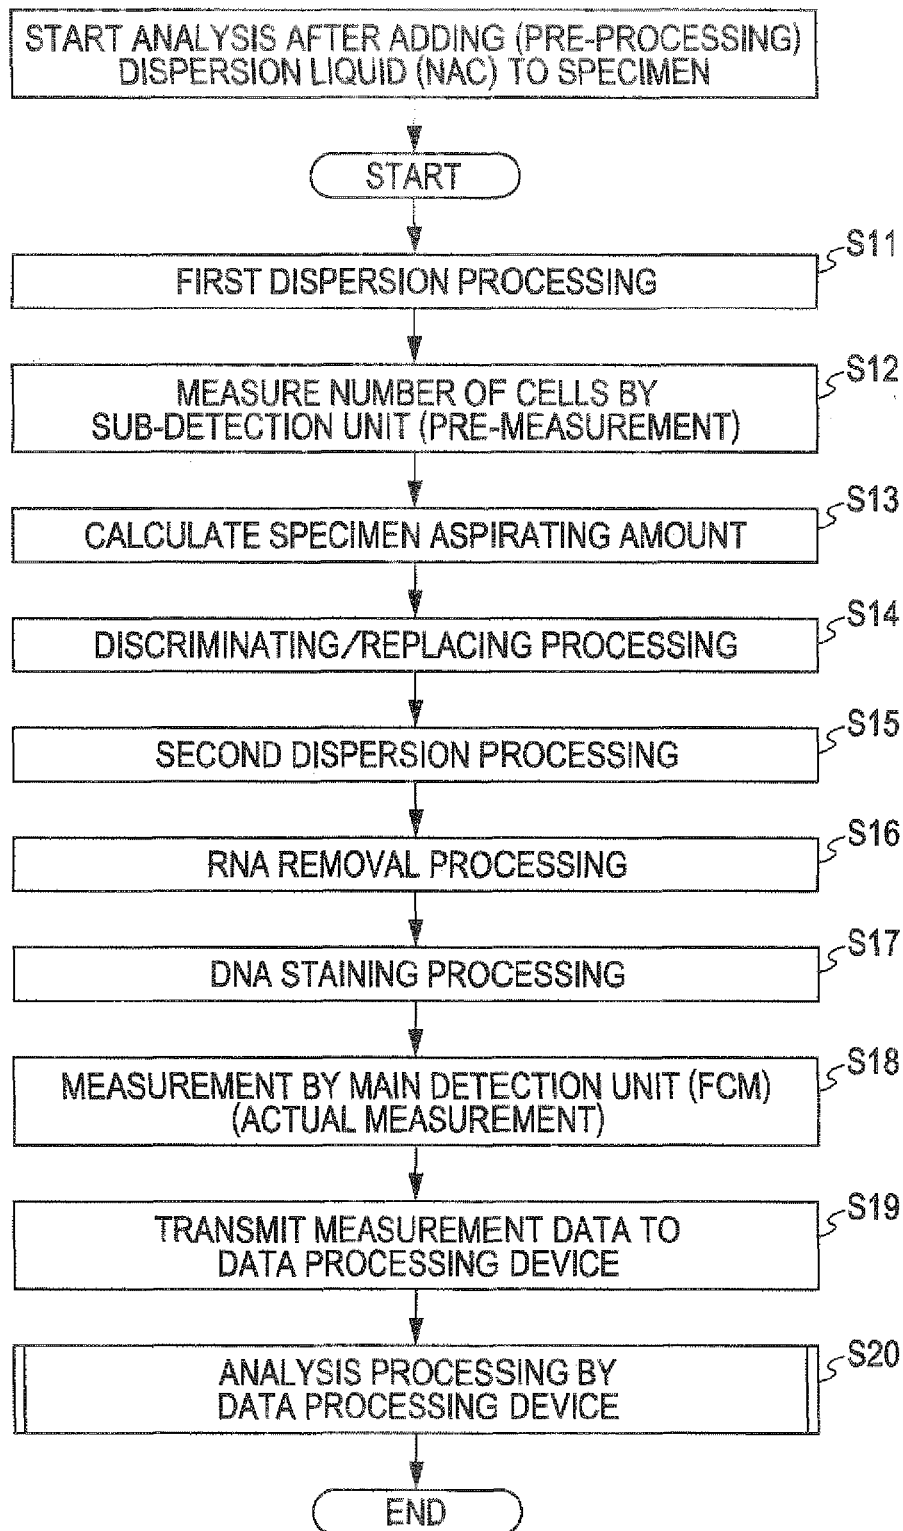 START ANALYSIS AFTER ADDING (PRE-PROCESSING)
DISPERSION LIQUID (NAC) TO SPECIMEN
START
S11
FIRST DISPERSION PROCESSING
S12
MEASURE NUMBER OF CELLS BY
SUB-DETECTION UNIT (PRE-MEASUREMENT)
S13
CALCULATE SPECIMEN ASPIRATING AMOUNT
S14
DISCRIMINATING/REPLACING PROCESSING
S15
SECOND DISPERSION PROCESSING
S16
RNA REMOVAL PROCESSING
S17
DNA STAINING PROCESSING
S18
MEASUREMENT BY MAIN DETECTION UNIT (FCM)
(ACTUAL MEASUREMENT)
S19
TRANSMIT MEASUREMENT DATA TO
DATA PROCESSING DEVICE
S20
ANALYSIS PROCESSING BY
DATA PROCESSING DEVICE
END